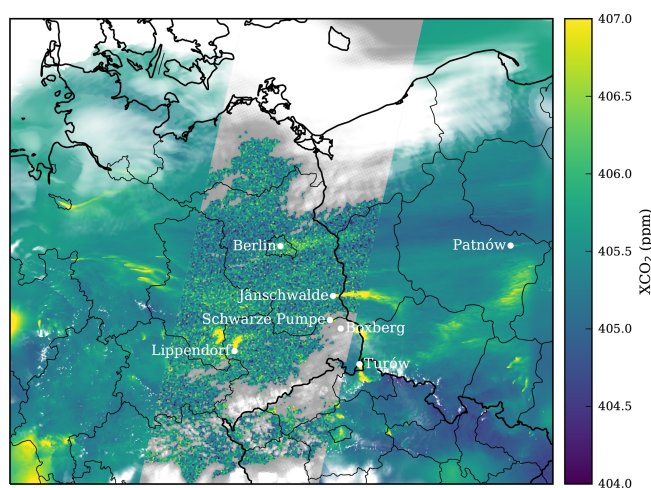 407.0
406.5
406.0
405.5
405.0
404.5
404.0
XCO₂ (ppm)
Berlin
Patnów
Jänschwalde
Schwarze Pumpe
Boxberg
Lippendorf
Turów